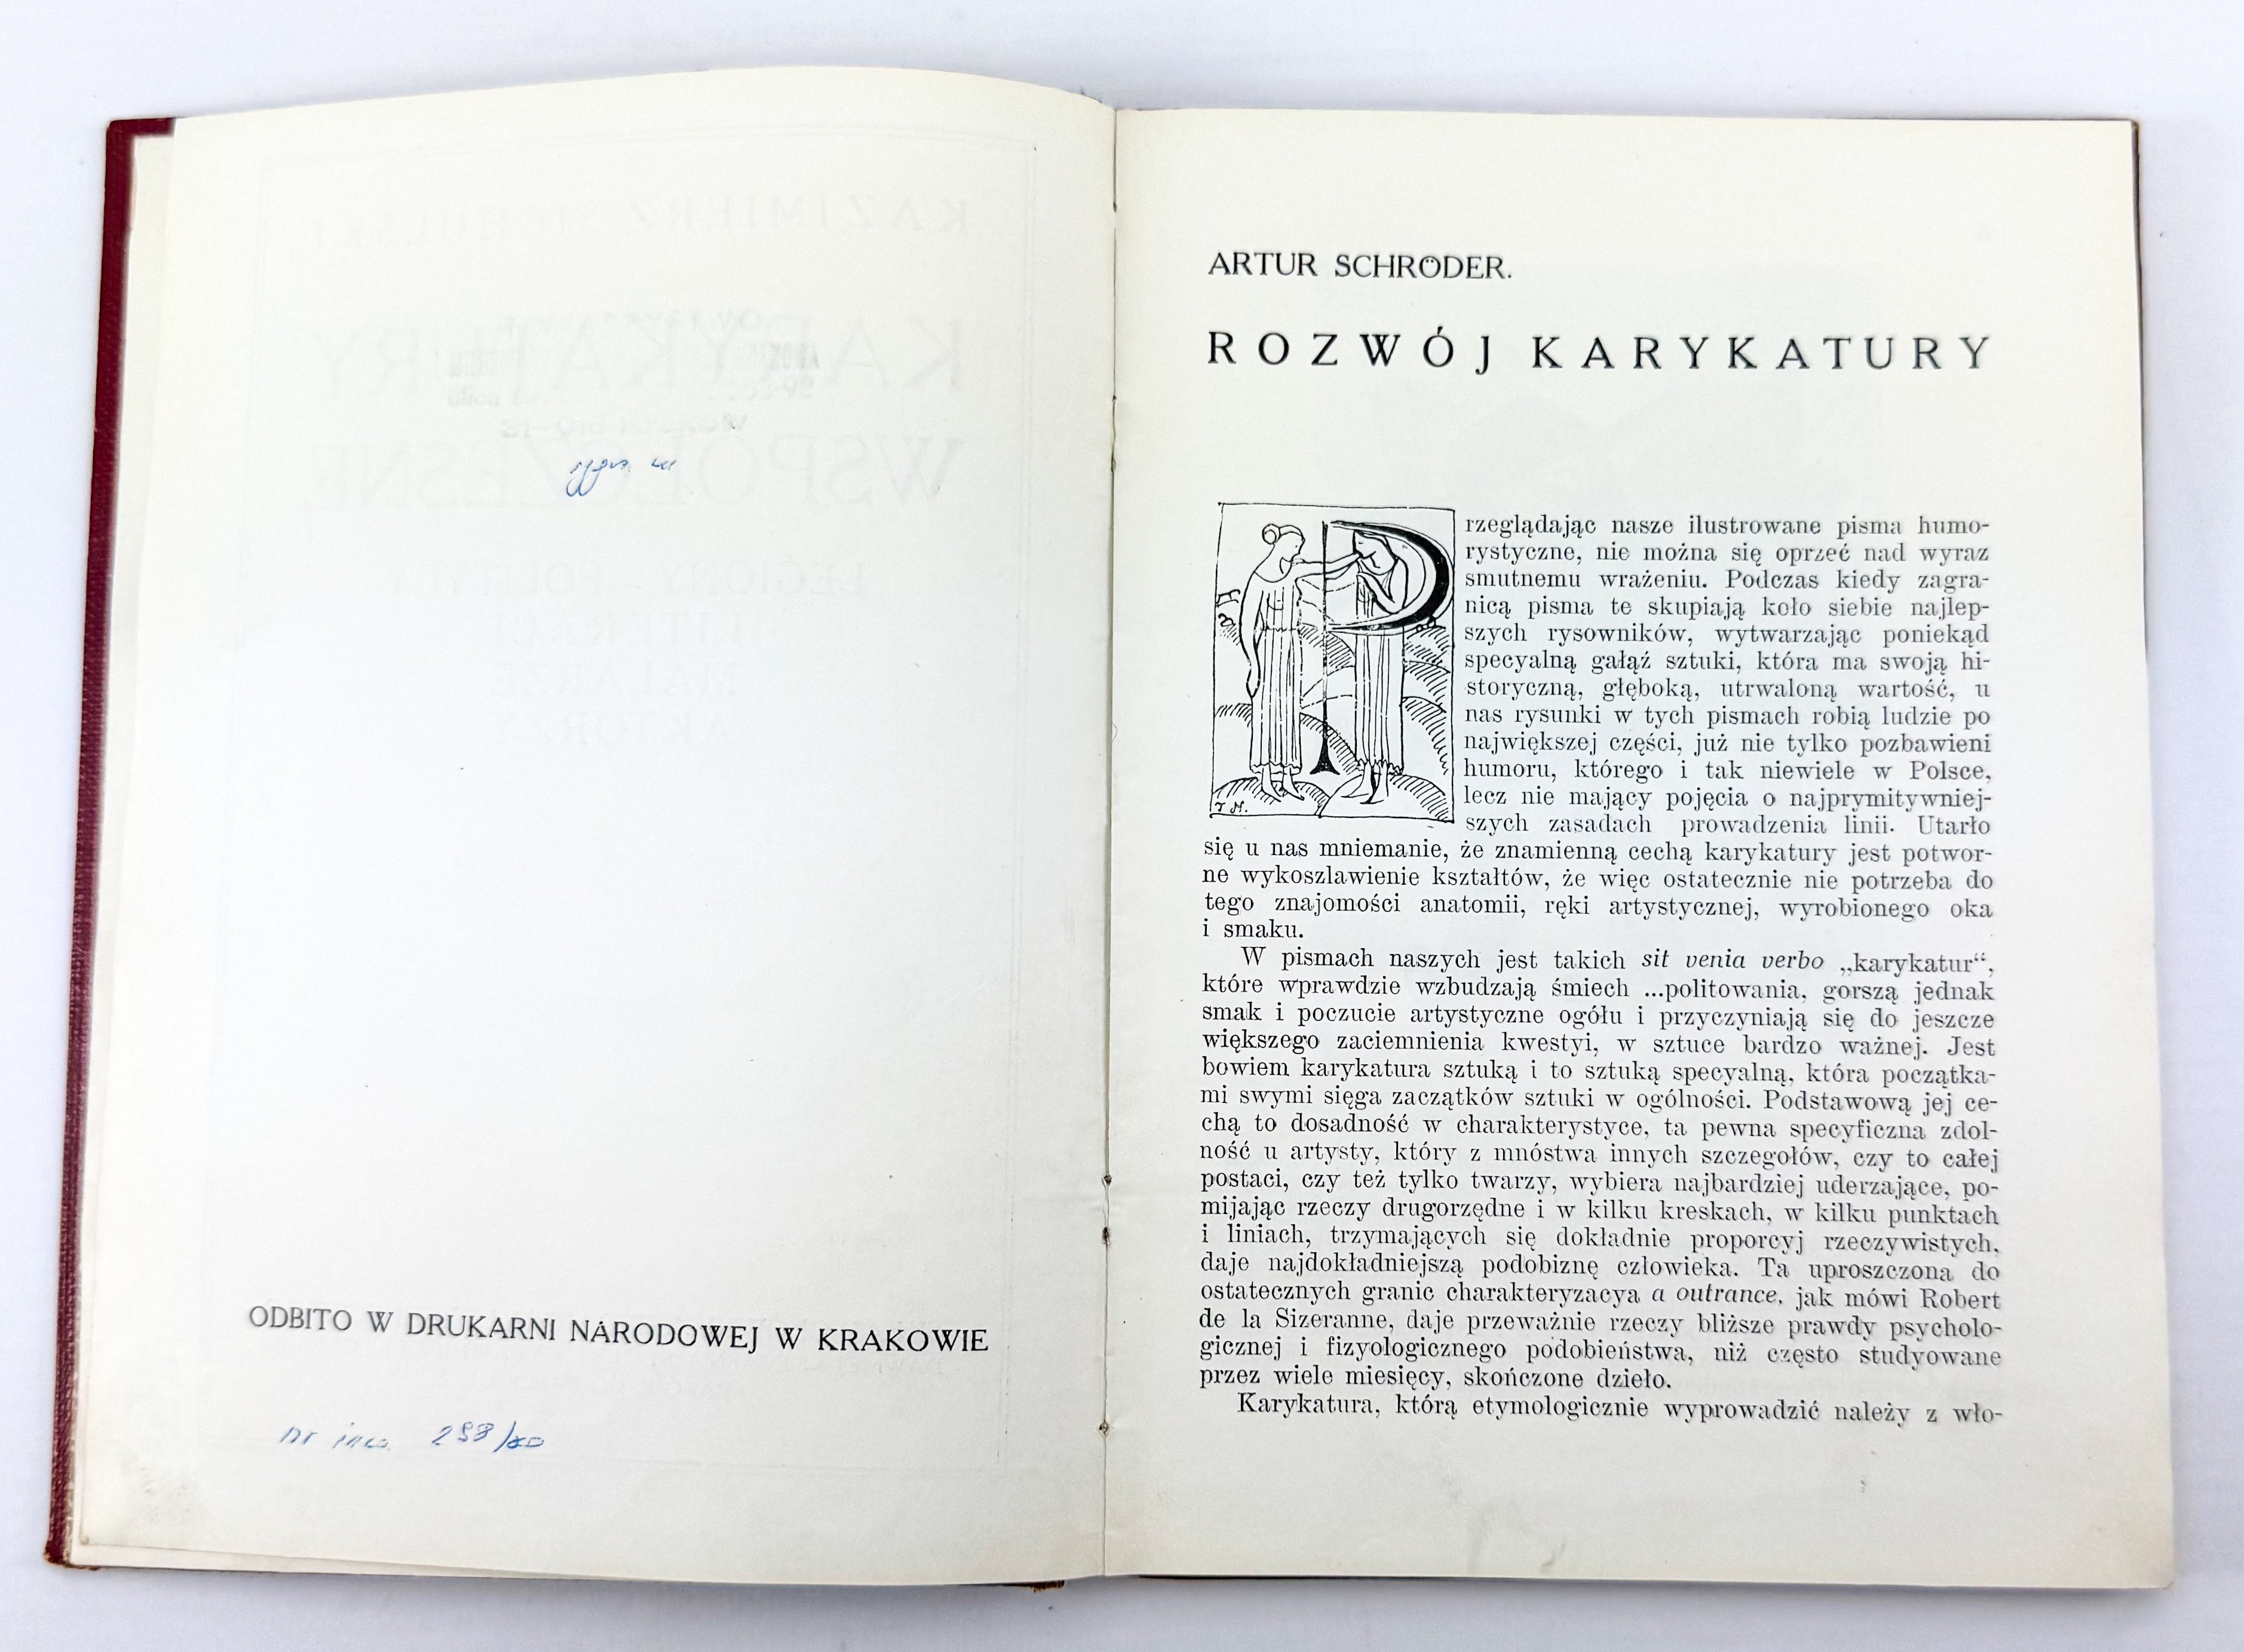 ODBITO W DRUKARNI NARODOWEJ W KRAKOWIE
nr inw. 298/80
ARTUR SCHRÖDER.
ROZWÓJ KARYKATURY
Przeglądając nasze ilustrowane pisma humo-
rystyczne, nie można się oprzeć nad wyraz
smutnemu wrażeniu. Podczas kiedy zagra-
nicą pisma te skupiają koło siebie najlep-
szych rysowników, wytwarzając poniekąd
specyalną gałąź sztuki, która ma swoją hi-
storyczną, głęboką, utrwaloną wartość, u
nas rysunki w tych pismach robią ludzie po
największej części, już nie tylko pozbawieni
humoru, którego i tak niewiele w Polsce,
lecz nie mający pojęcia o najprymitywniej-
szych zasadach prowadzenia linii. Utarło
się u nas mniemanie, że znamienną cechą karykatury jest potwor-
ne wykoszlawienie kształtów, że więc ostatecznie nie potrzeba do
tego znajomości anatomii, ręki artystycznej, wyrobionego oka
i smaku.
W pismach naszych jest takich sit venia verbo „karykatur“,
które wprawdzie wzbudzają śmiech ...politowania, gorszą jednak
smak i poczucie artystyczne ogółu i przyczyniają się do jeszcze
większego zaciemnienia kwestyi, w sztuce bardzo ważnej. Jest
bowiem karykatura sztuką i to sztuką specyalną, która początka-
mi swymi sięga zaczątków sztuki w ogólności. Podstawową jej ce-
chą to dosadność w charakterystyce, ta pewna specyficzna zdol-
ność u artysty, który z mnóstwa innych szczegołów, czy to całej
postaci, czy też tylko twarzy, wybiera najbardziej uderzające, po-
mijając rzeczy drugorzędne i w kilku kreskach, w kilku punktach
i liniach, trzymających się dokładnie proporcyj rzeczywistych,
daje najdokładniejszą podobiznę człowieka. Ta uproszczona do
ostatecznych granic charakteryzacya a outrance, jak mówi Robert
de la Sizeranne, daje przeważnie rzeczy bliższe prawdy psycholo-
gicznej i fizyologicznego podobieństwa, niż często studyowane
przez wiele miesięcy, skończone dzieło.
Karykatura, którą etymologicznie wyprowadzić należy z wło-